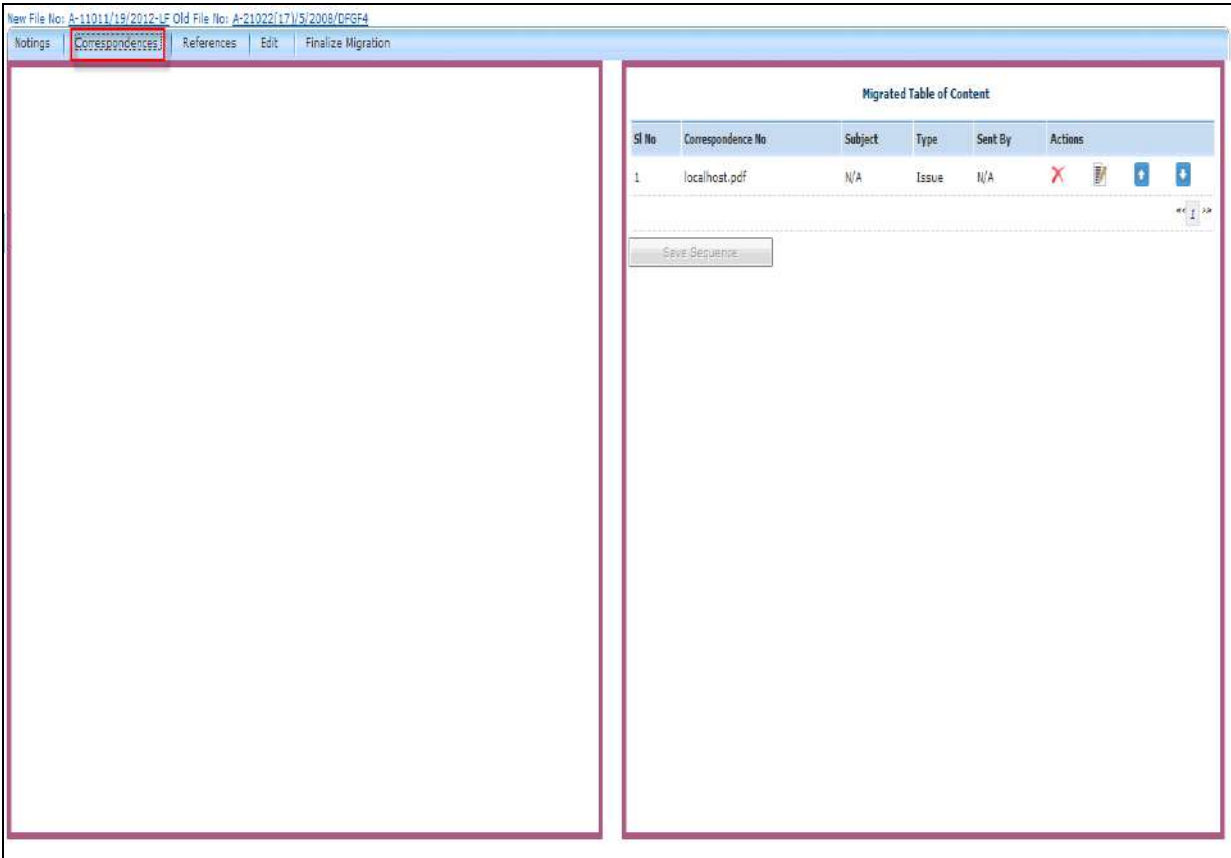 New File No: A-11011/19/2012-LF Old File No: A-21022(17)/5/2008/DFGF4
Notings Correspondences References Edit Finalize Migration
Migrated Table of Content
Sl No Correspondence No Subject Type Sent By Actions
1 localhost.pdf N/A Issue N/A
<< 1 >>
Save Sequence